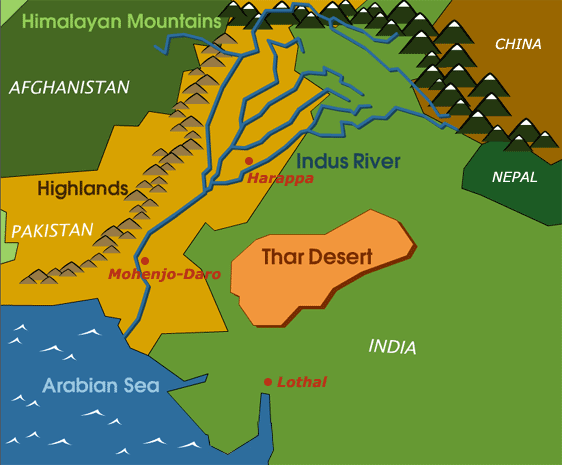 Himalayan Mountains
CHINA
AFGHANISTAN
Indus River
Harappa
NEPAL
Highlands
PAKISTAN
Thar Desert
Mohenjo-Daro
INDIA
Arabian Sea
Lothal